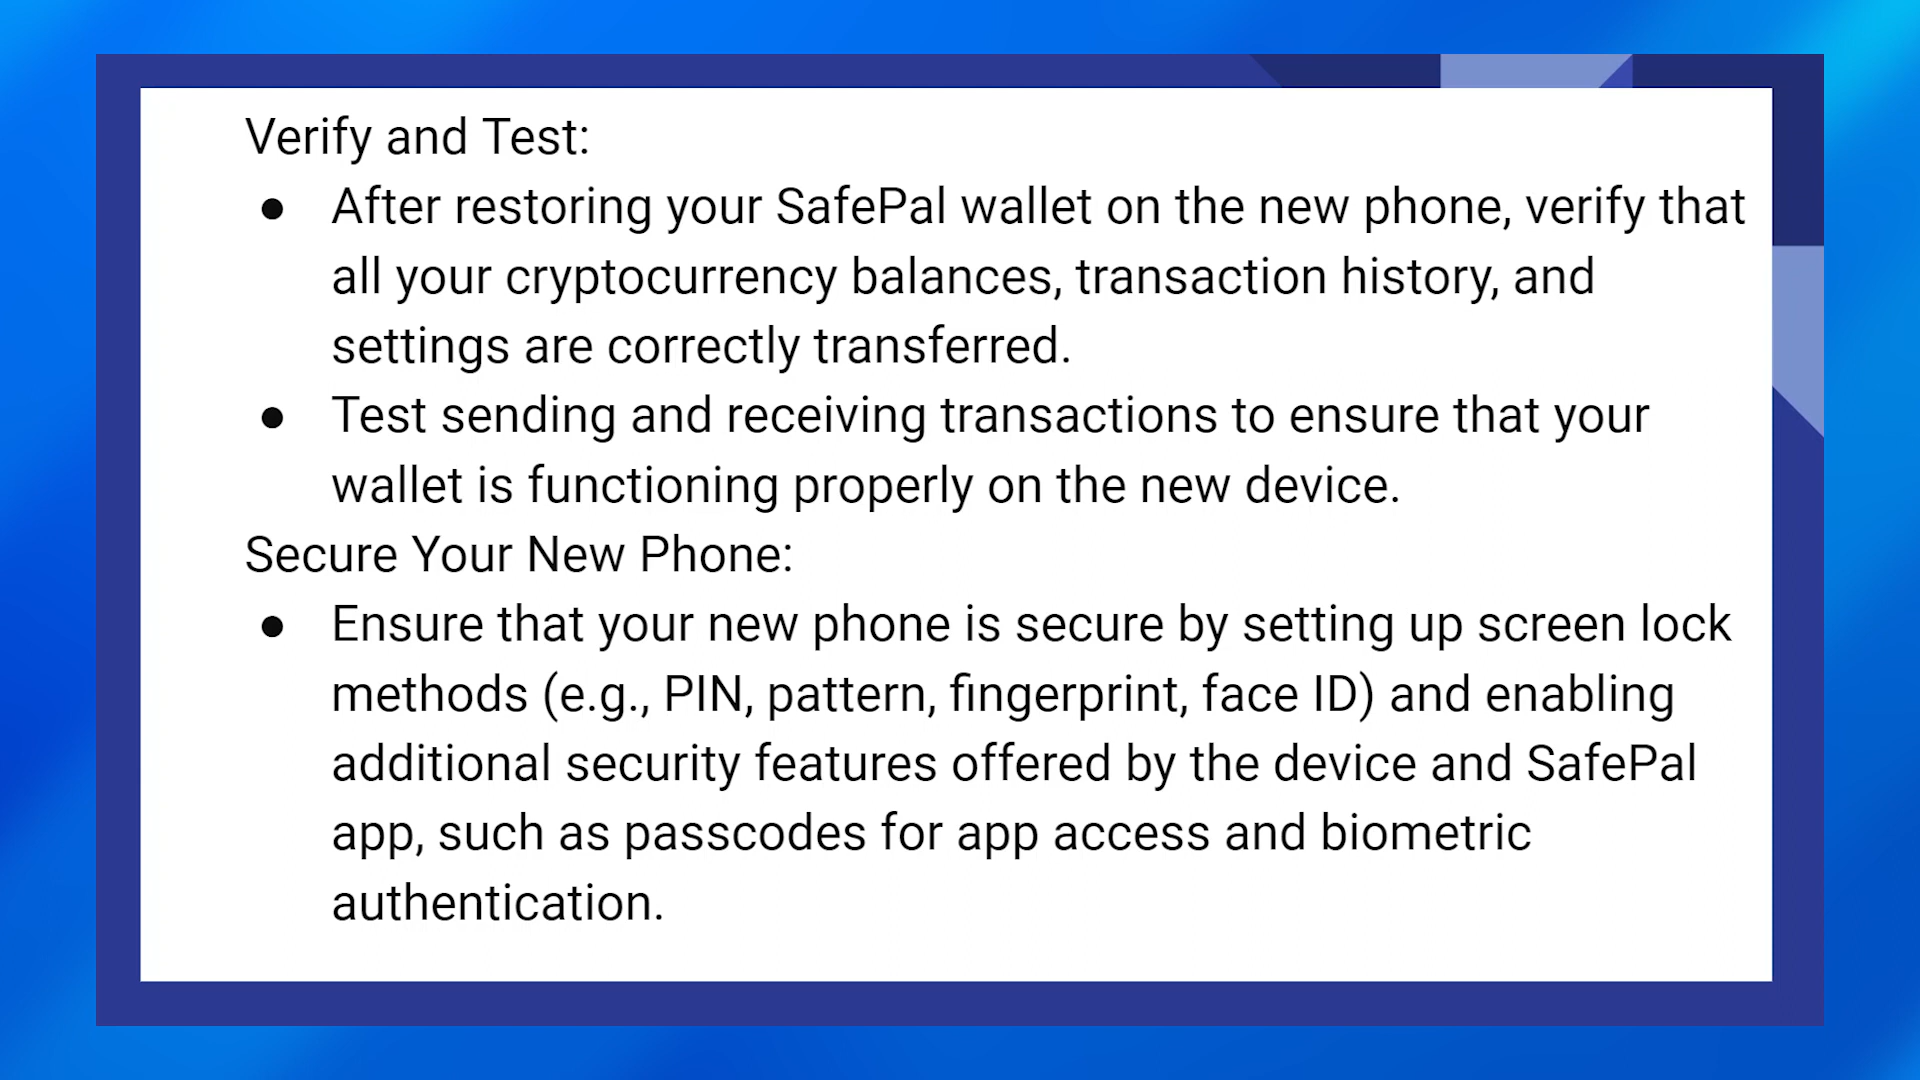 Verify and Test:
● After restoring your SafePal wallet on the new phone, verify that
all your cryptocurrency balances, transaction history, and
settings are correctly transferred.
● Test sending and receiving transactions to ensure that your
wallet is functioning properly on the new device.
Secure Your New Phone:
● Ensure that your new phone is secure by setting up screen lock
methods (e.g., PIN, pattern, fingerprint, face ID) and enabling
additional security features offered by the device and SafePal
app, such as passcodes for app access and biometric
authentication.